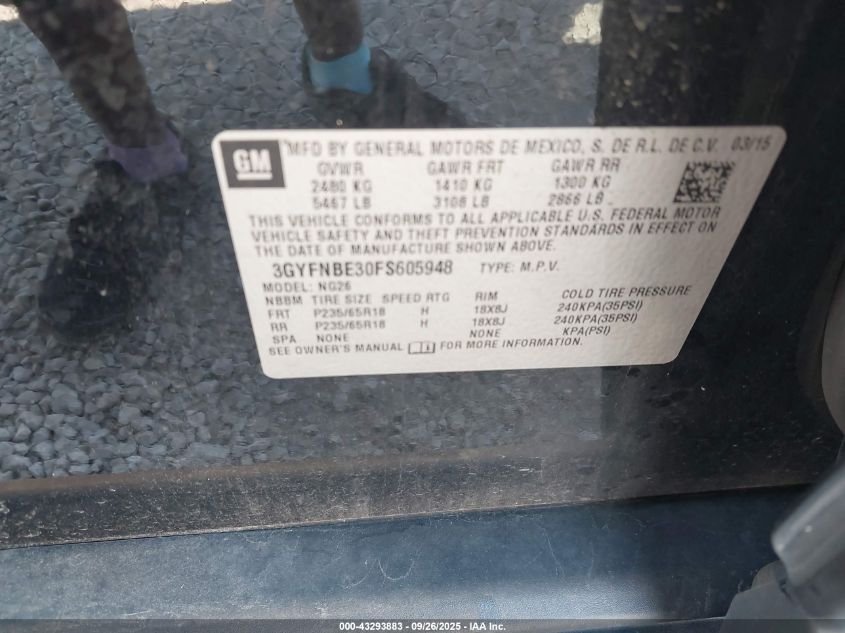 GM
MFD BY GENERAL MOTORS DE MEXICO, S. DE R.L. DE C.V. 03/15
GVWR GAWR FRT GAWR RR
2480 KG 1410 KG 1300 KG
5467 LB 3108 LB 2866 LB
THIS VEHICLE CONFORMS TO ALL APPLICABLE U.S. FEDERAL MOTOR
VEHICLE SAFETY AND THEFT PREVENTION STANDARDS IN EFFECT ON
THE DATE OF MANUFACTURE SHOWN ABOVE.
3GYFNBE30FS605948 TYPE: M.P.V.
MODEL: NG26
NBBM TIRE SIZE SPEED RTG RIM COLD TIRE PRESSURE
FRT P235/65R18 H 18X8J 240KPA(35PSI)
RR P235/65R18 H 18X8J 240KPA(35PSI)
SPA NONE NONE KPA(PSI)
SEE OWNER'S MANUAL FOR MORE INFORMATION.
000-43293883 - 09/26/2025 - IAA Inc.